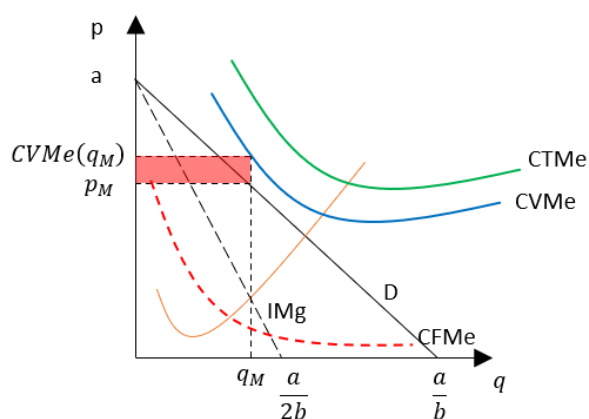 p
a
CTMe
CVMe(q_M)
p_M
CVMe
D
IMg
CFMe
q_M
a/2b
a/b
q